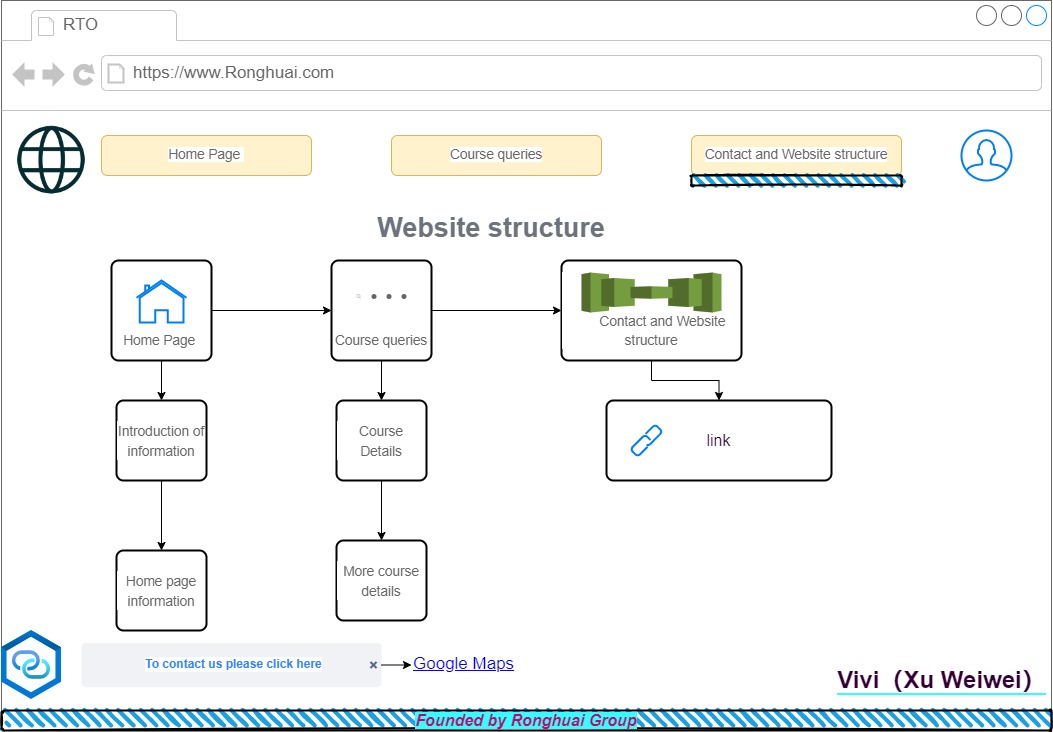 RTO
https://www.Ronghuai.com
Home Page
Course queries
Contact and Website structure
Website structure
Home Page
Course queries
Contact and Website
structure
Introduction of
information
Course
Details
link
Home page
information
More course
details
To contact us please click here
×
Google Maps
Vivi（Xu Weiwei）
Founded by Ronghuai Group